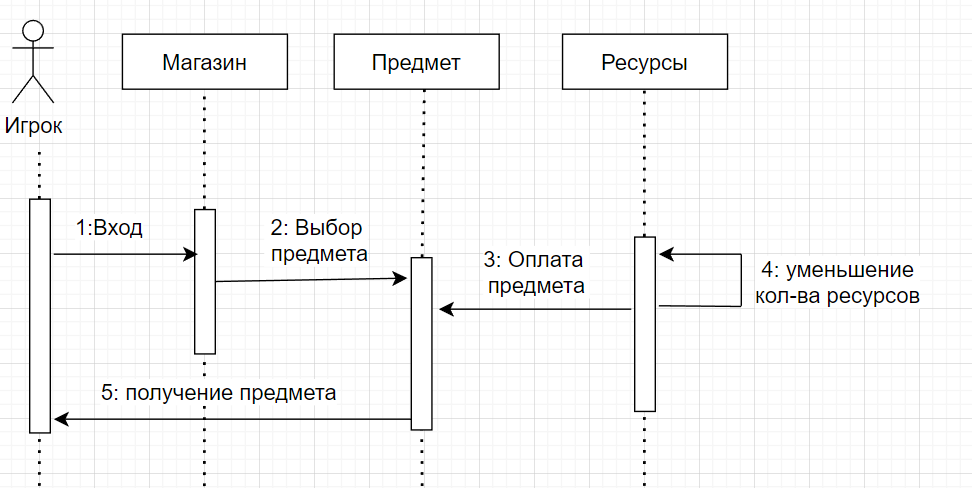 Магазин
Предмет
Ресурсы
Игрок
1:Вход
2: Выбор
предмета
3: Оплата
предмета
4: уменьшение
кол-ва ресурсов
5: получение предмета